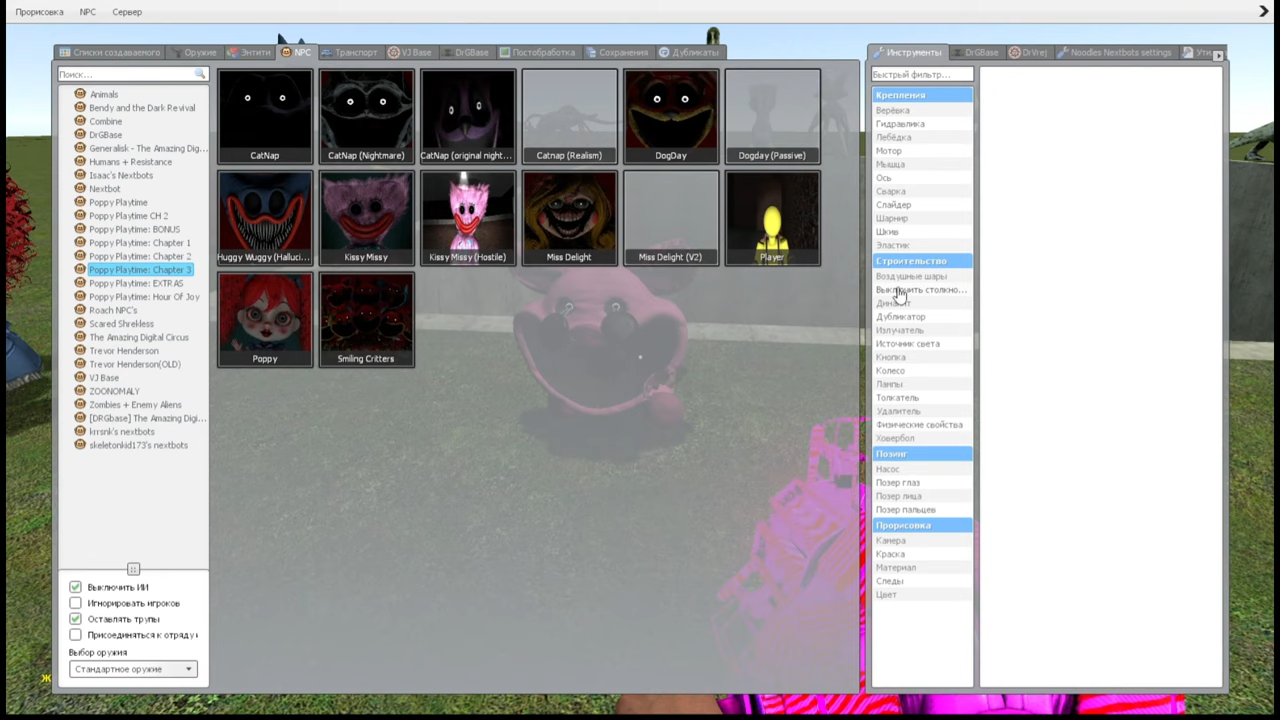 Прорисовка NPC Сервер
Списки создаваемого Оружие Энтити NPC Транспорт VJ Base DrGBase Постобработка Сохранения Дубликаты
Инструменты DRGBase DrVrej Noodles Nextbots settings Ути
Поиск...
Animals
Bendy and the Dark Revival
Combine
DrGBase
Generalisk - The Amazing Dig...
Humans + Resistance
Isaac's Nextbots
Nextbot
Poppy Playtime
Poppy Playtime CH 2
Poppy Playtime: BONUS
Poppy Playtime: Chapter 1
Poppy Playtime: Chapter 2
Poppy Playtime: Chapter 3
Poppy Playtime: EXTRAS
Poppy Playtime: Hour Of Joy
Roach NPC's
Scared Shrekless
The Amazing Digital Circus
Trevor Henderson
Trevor Henderson(OLD)
VJ Base
ZOONOMALY
Zombies + Enemy Aliens
[DRGbase] The Amazing Digi...
krrsnk's nextbots
skeletonkid173's nextbots
Выключить ИИ
Игнорировать игроков
Оставлять трупы
Присоединяться к отряду
Выбор оружия
Стандартное оружие
Ж
CatNap
CatNap (Nightmare)
CatNap (original night...
Catnap (Realism)
DogDay
Dogday (Passive)
Huggy Wuggy (Halluci...
Kissy Missy
Kissy Missy (Hostile)
Miss Delight
Miss Delight (V2)
Player
Poppy
Smiling Critters
Быстрый фильтр...
Крепления
Верёвка
Гидравлика
Лебёдка
Мотор
Мышца
Ось
Сварка
Слайдер
Шарнир
Шкив
Эластик
Строительство
Воздушные шары
Выключить столкно...
Динамит
Дубликатор
Излучатель
Источник света
Кнопка
Колесо
Лампы
Толкатель
Удалитель
Физические свойства
Ховербол
Позинг
Насос
Позер глаз
Позер лица
Позер пальцев
Прорисовка
Камера
Краска
Материал
Следы
Цвет